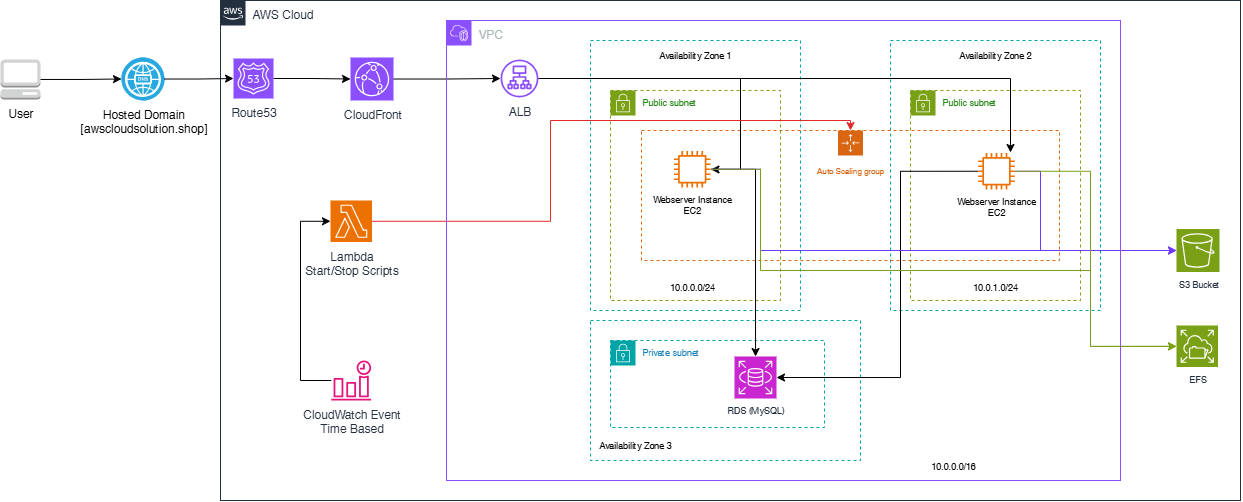 aws
AWS Cloud
VPC
Availability Zone 1
Availability Zone 2
DNS
53
User
Hosted Domain
[awscloudsolution.shop]
Route53
CloudFront
ALB
Public subnet
Public subnet
Auto Scaling group
Webserver Instance
EC2
Webserver Instance
EC2
Lambda
Start/Stop Scripts
10.0.0.0/24
10.0.1.0/24
S3 Bucket
Private subnet
EFS
RDS (MySQL)
CloudWatch Event
Time Based
Availability Zone 3
10.0.0.0/16